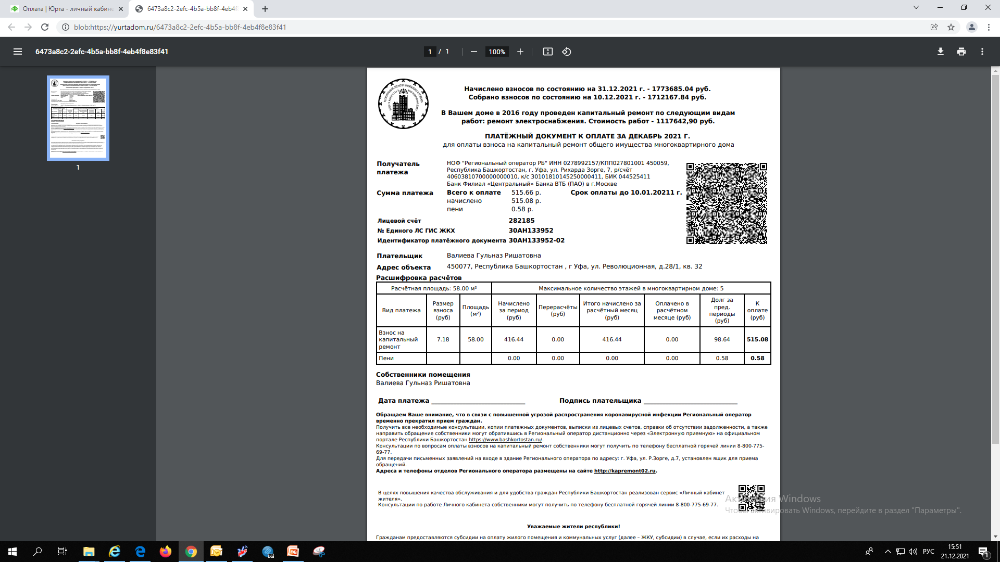 Оплата | Юрта - личный кабине
6473a8c2-2efc-4b5a-bb8f-4eb4f
blob:https://yurtadom.ru/6473a8c2-2efc-4b5a-bb8f-4eb4f8e83f41
6473a8c2-2efc-4b5a-bb8f-4eb4f8e83f41
1 / 1
100%
1
РЕГИОНАЛЬНЫЙ ОПЕРАТОР КАПИТАЛЬНОГО РЕМОНТА
Начислено взносов по состоянию на 31.12.2021 г. - 1773685.04 руб.
Собрано взносов по состоянию на 10.12.2021 г. - 1712167.84 руб.
В Вашем доме в 2016 году проведен капитальный ремонт по следующим видам
работ: ремонт электроснабжения. Стоимость работ - 1117642,90 руб.
ПЛАТЁЖНЫЙ ДОКУМЕНТ К ОПЛАТЕ ЗА ДЕКАБРЬ 2021 Г.
для оплаты взноса на капитальный ремонт общего имущества многоквартирного дома
Получатель платежа
НОФ "Региональный оператор РБ" ИНН 0278992157/КПП027801001 450059,
Республика Башкортостан, г. Уфа, ул. Рихарда Зорге, 7, р/счёт
40603810700000000010, к/с 30101810145250000411, БИК 044525411
Банк Филиал «Центральный» Банка ВТБ (ПАО) в г.Москве
Сумма платежа Всего к оплате 515.66 р. Срок оплаты до 10.01.20211 г.
начислено 515.08 р.
пени 0.58 р.
Лицевой счёт 282185
№ Единого ЛС ГИС ЖКХ 30АН133952
Идентификатор платёжного документа 30АН133952-02
Плательщик Валиева Гульназ Ришатовна
Адрес объекта 450077, Республика Башкортостан , г Уфа, ул. Революционная, д.28/1, кв. 32
Расшифровка расчётов
Расчётная площадь: 58.00 м² Максимальное количество этажей в многоквартирном доме: 5
Вид платежа Размер взноса (руб) Площадь (м²) Начислено за период (руб) Перерасчёты (руб) Итого начислено за расчётный месяц (руб) Оплачено в расчётном месяце (руб) Долг за пред. периоды (руб) К оплате (руб)
Взнос на капитальный ремонт 7.18 58.00 416.44 0.00 416.44 0.00 98.64 515.08
Пени 0.00 0.00 0.00 0.00 0.58 0.58
Собственники помещения
Валиева Гульназ Ришатовна
Дата платежа ______________ Подпись плательщика ______________
Обращаем Ваше внимание, что в связи с повышенной угрозой распространения коронавирусной инфекции Региональный оператор
временно прекратил прием граждан.
Получить все необходимые консультации, копии платежных документов, выписки из лицевых счетов, справки об отсутствии задолженности, а также
направить обращение собственники могут обратившись в Региональный оператор дистанционно через «Электронную приемную» на официальном
портале Республики Башкортостан https://www.bashkortostan.ru/.
Консультации по вопросам оплаты взносов на капитальный ремонт собственники могут получить по телефону бесплатной горячей линии 8-800-775-
69-77.
Для передачи письменных заявлений на входе в здание Регионального оператора по адресу: г. Уфа, ул. Р.Зорге, д.7, установлен ящик для приема
обращений.
Адреса и телефоны отделов Регионального оператора размещены на сайте http://kapremont02.ru.
В целях повышения качества обслуживания и для удобства граждан Республики Башкортостан реализован сервис «Личный кабинет
жителя».
Консультации по работе Личного кабинета собственники могут получить по телефону бесплатной горячей линии 8-800-775-69-77.
Активация Windows
Чтобы активировать Windows, перейдите в раздел "Параметры".
Уважаемые жители республики!
Гражданам предоставляются субсидии на оплату жилого помещения и коммунальных услуг (далее – ЖКУ, субсидии) в случае, если их расходы на
РУС
15:51
21.12.2021
1